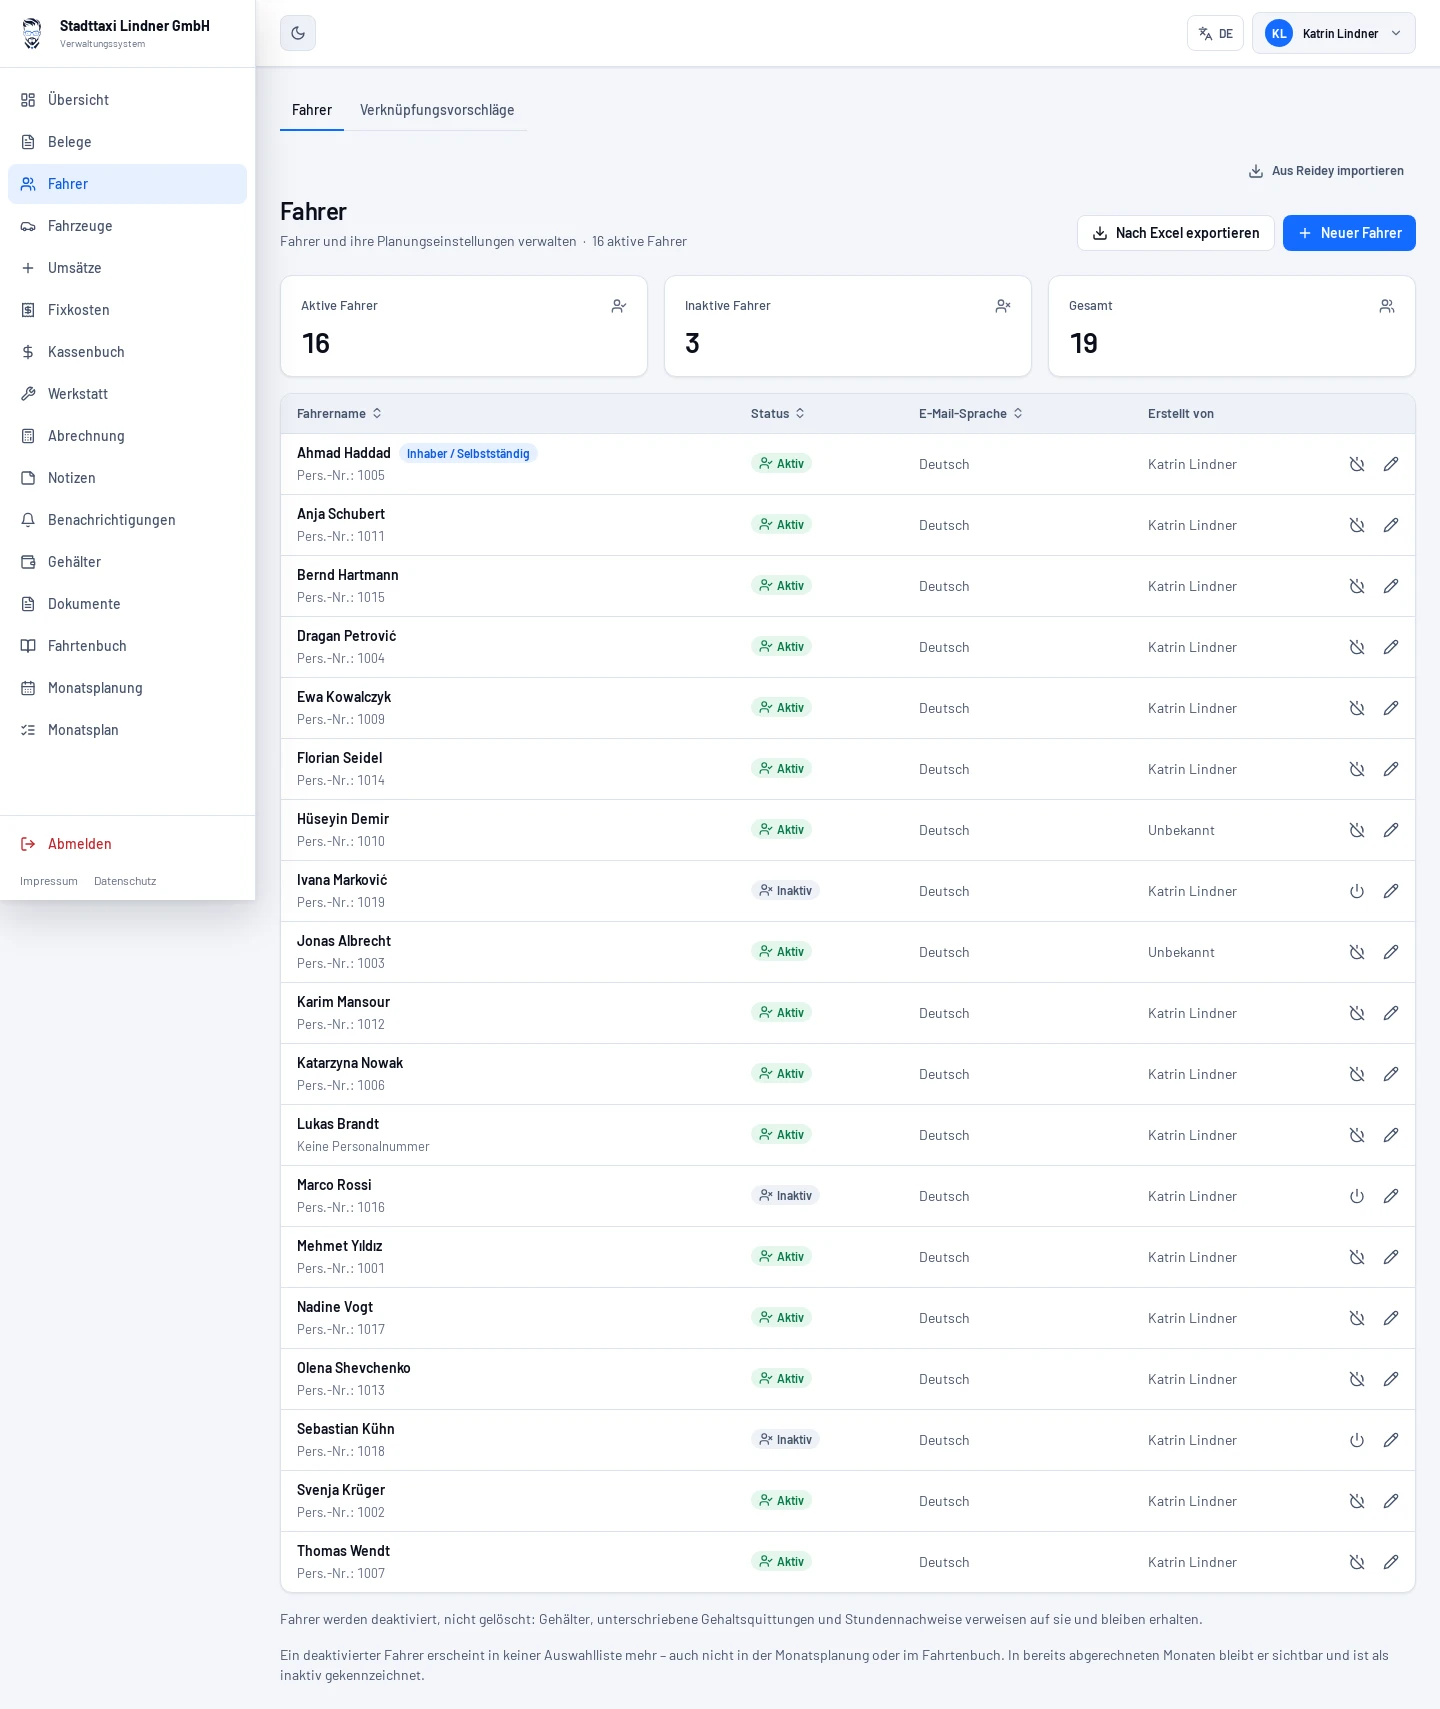 Stadttaxi Lindner GmbH
Verwaltungssystem
DE
KL
Katrin Lindner
Übersicht
Belege
Fahrer
Fahrzeuge
Umsätze
Fixkosten
Kassenbuch
Werkstatt
Abrechnung
Notizen
Benachrichtigungen
Gehälter
Dokumente
Fahrtenbuch
Monatsplanung
Monatsplan
Abmelden
Impressum Datenschutz
Fahrer Verknüpfungsvorschläge
Aus Reidey importieren
Fahrer
Fahrer und ihre Planungseinstellungen verwalten · 16 aktive Fahrer
Nach Excel exportieren
Neuer Fahrer
Aktive Fahrer
16
Inaktive Fahrer
3
Gesamt
19
Fahrername Status E-Mail-Sprache Erstellt von
Ahmad Haddad Inhaber / Selbstständig
Pers.-Nr.: 1005
Aktiv Deutsch Katrin Lindner
Anja Schubert
Pers.-Nr.: 1011
Aktiv Deutsch Katrin Lindner
Bernd Hartmann
Pers.-Nr.: 1015
Aktiv Deutsch Katrin Lindner
Dragan Petrović
Pers.-Nr.: 1004
Aktiv Deutsch Katrin Lindner
Ewa Kowalczyk
Pers.-Nr.: 1009
Aktiv Deutsch Katrin Lindner
Florian Seidel
Pers.-Nr.: 1014
Aktiv Deutsch Katrin Lindner
Hüseyin Demir
Pers.-Nr.: 1010
Aktiv Deutsch Unbekannt
Ivana Marković
Pers.-Nr.: 1019
Inaktiv Deutsch Katrin Lindner
Jonas Albrecht
Pers.-Nr.: 1003
Aktiv Deutsch Unbekannt
Karim Mansour
Pers.-Nr.: 1012
Aktiv Deutsch Katrin Lindner
Katarzyna Nowak
Pers.-Nr.: 1006
Aktiv Deutsch Katrin Lindner
Lukas Brandt
Keine Personalnummer
Aktiv Deutsch Katrin Lindner
Marco Rossi
Pers.-Nr.: 1016
Inaktiv Deutsch Katrin Lindner
Mehmet Yıldız
Pers.-Nr.: 1001
Aktiv Deutsch Katrin Lindner
Nadine Vogt
Pers.-Nr.: 1017
Aktiv Deutsch Katrin Lindner
Olena Shevchenko
Pers.-Nr.: 1013
Aktiv Deutsch Katrin Lindner
Sebastian Kühn
Pers.-Nr.: 1018
Inaktiv Deutsch Katrin Lindner
Svenja Krüger
Pers.-Nr.: 1002
Aktiv Deutsch Katrin Lindner
Thomas Wendt
Pers.-Nr.: 1007
Aktiv Deutsch Katrin Lindner
Fahrer werden deaktiviert, nicht gelöscht: Gehälter, unterschriebene Gehaltsquittungen und Stundennachweise verweisen auf sie und bleiben erhalten.
Ein deaktivierter Fahrer erscheint in keiner Auswahlliste mehr – auch nicht in der Monatsplanung oder im Fahrtenbuch. In bereits abgerechneten Monaten bleibt er sichtbar und ist als
inaktiv gekennzeichnet.